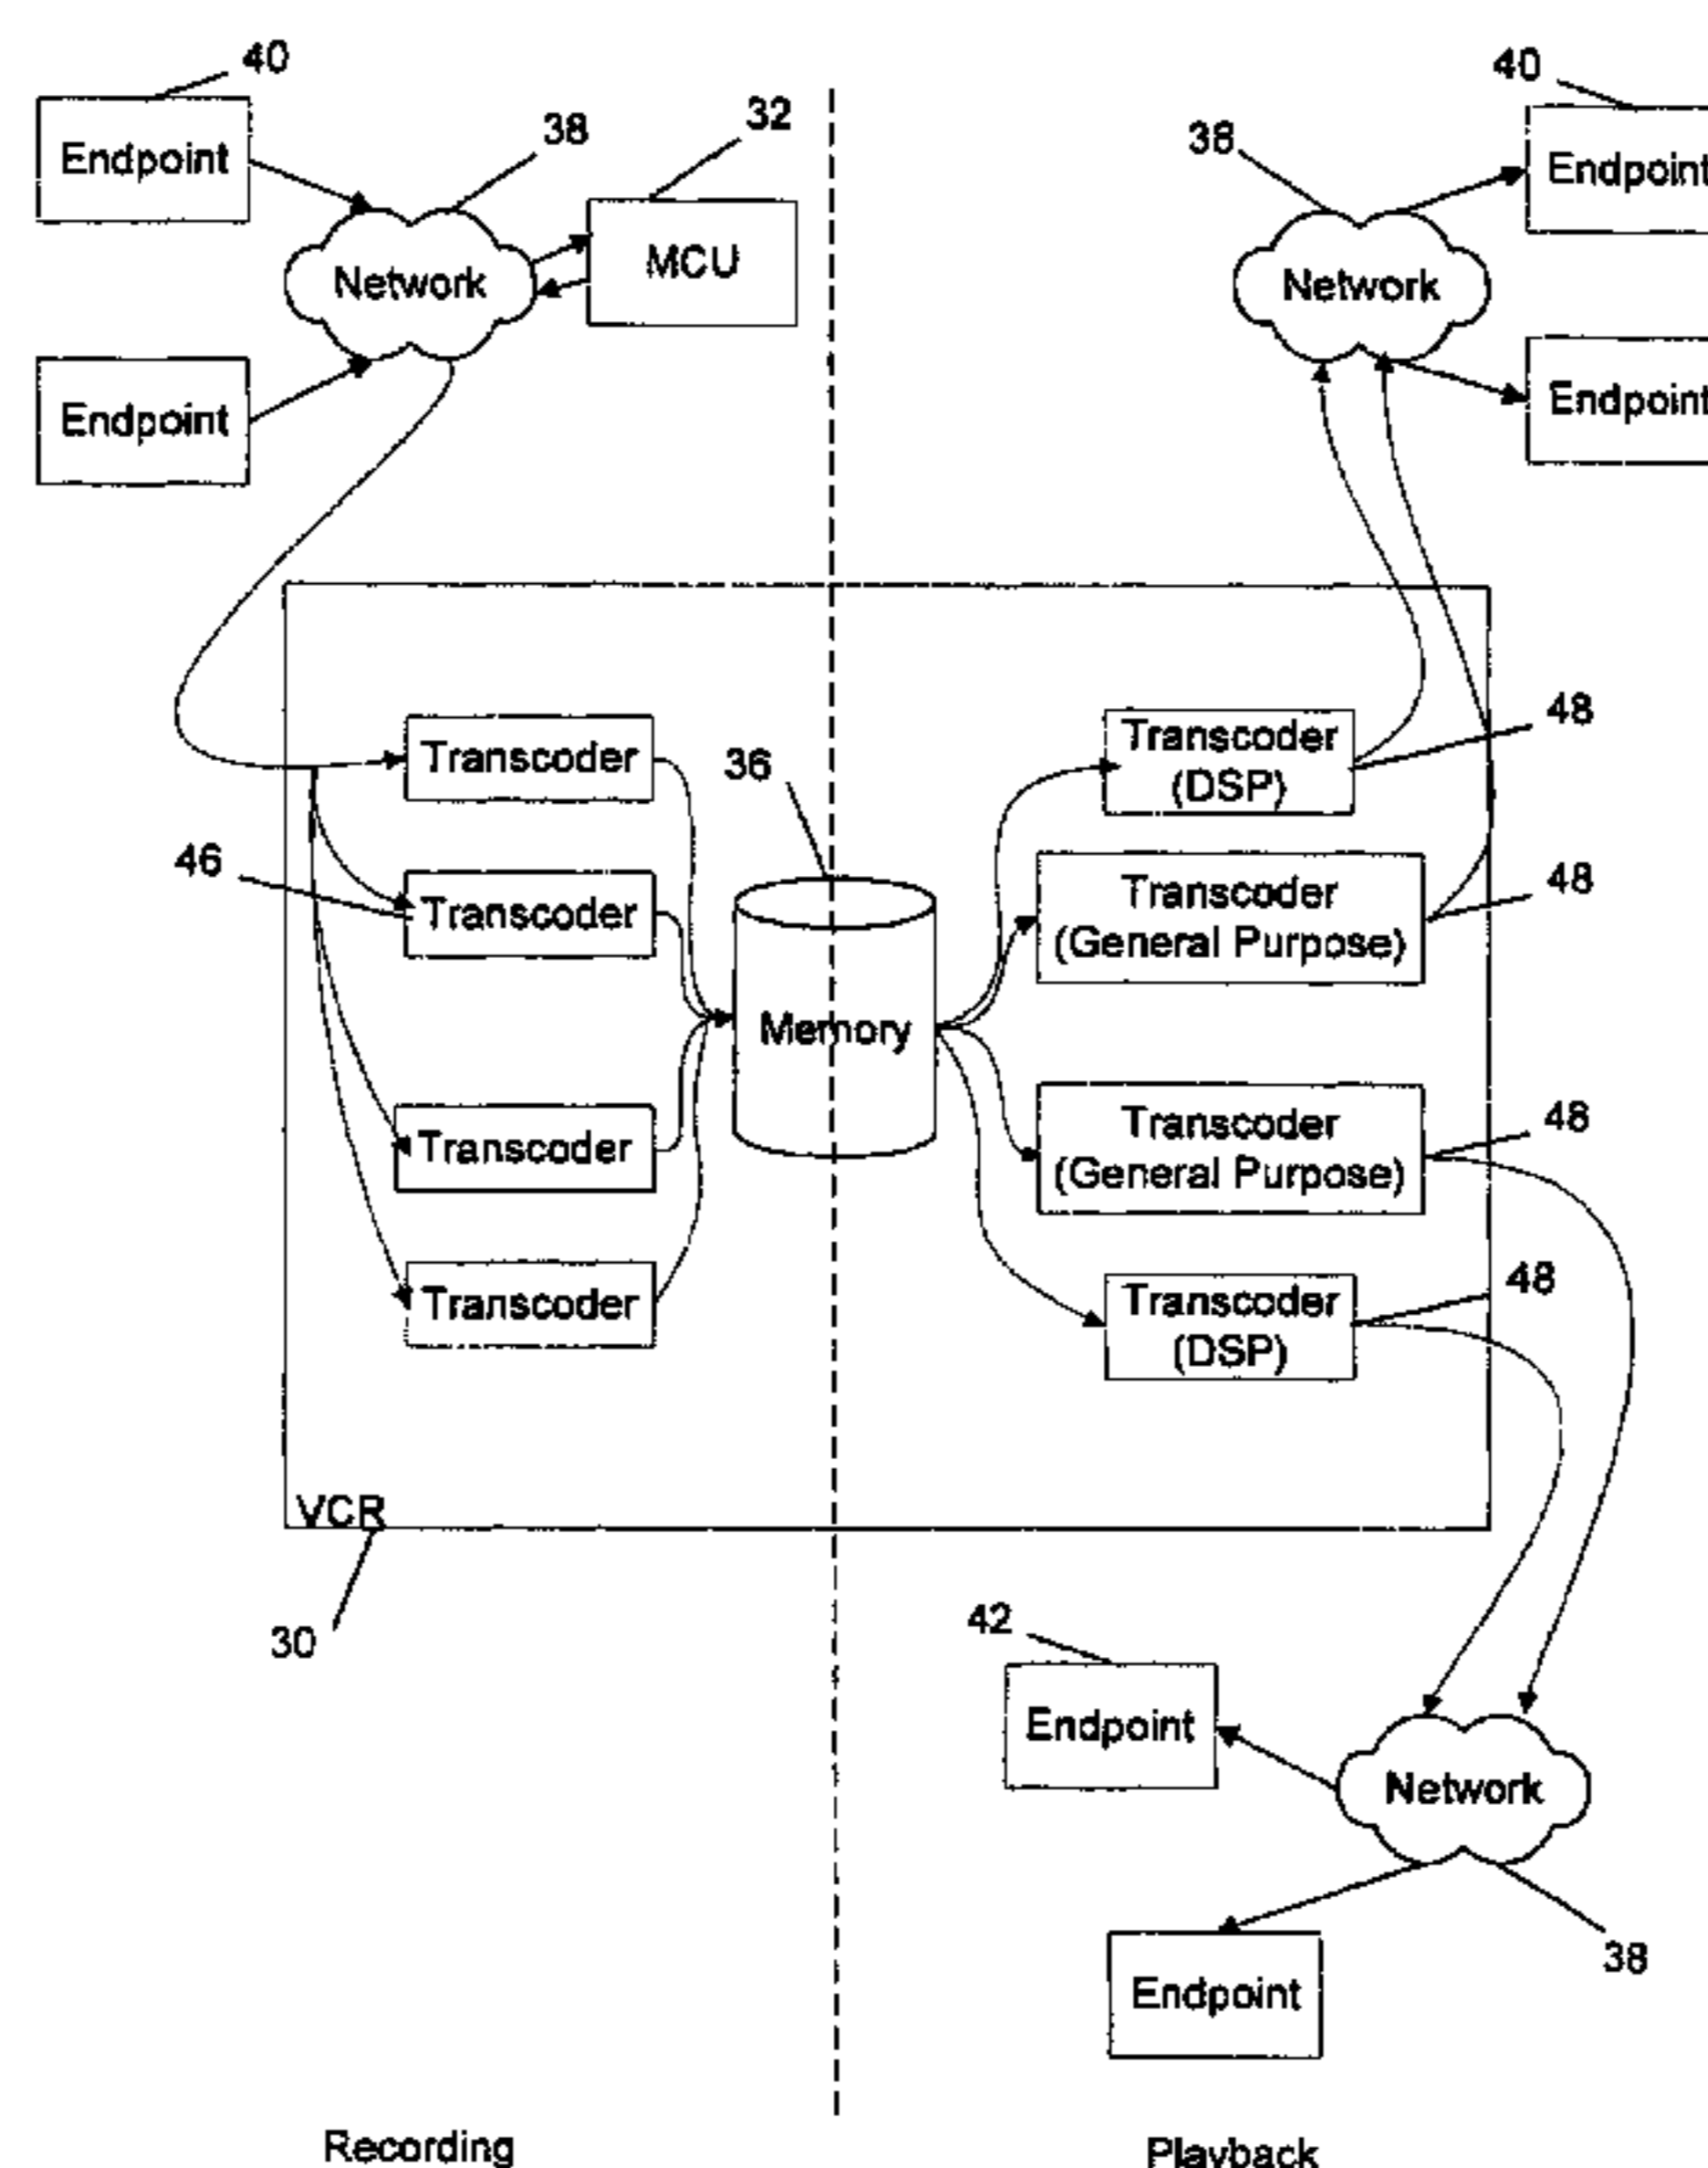 40
40
38
32
38
Endpoint
Endpoint
MCU
Network
Network
Endpoint
Endpoint
Transcoder
Transcoder
(DSP)
48
36
46
Transcoder
Transcoder
(General Purpose)
48
Memory
Transcoder
Transcoder
(General Purpose)
48
Transcoder
Transcoder
(DSP)
48
VCR
30
42
Endpoint
Network
Endpoint
38
Recording
Playback